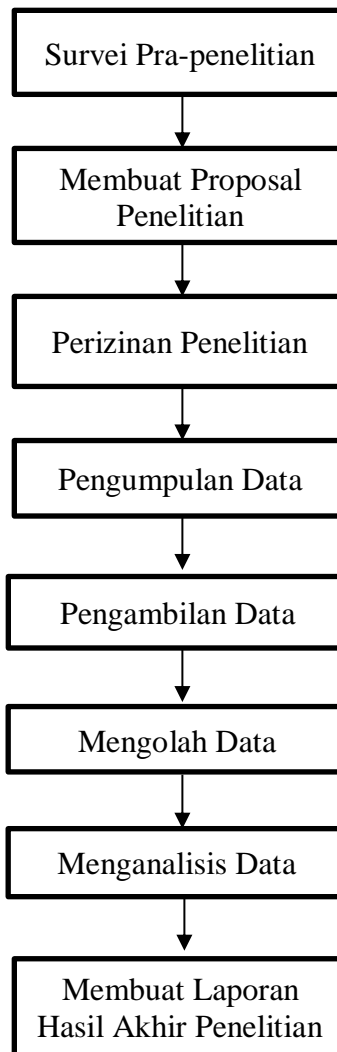 Survei Pra-penelitian
Membuat Proposal
Penelitian
Perizinan Penelitian
Pengumpulan Data
Pengambilan Data
Mengolah Data
Menganalisis Data
Membuat Laporan
Hasil Akhir Penelitian